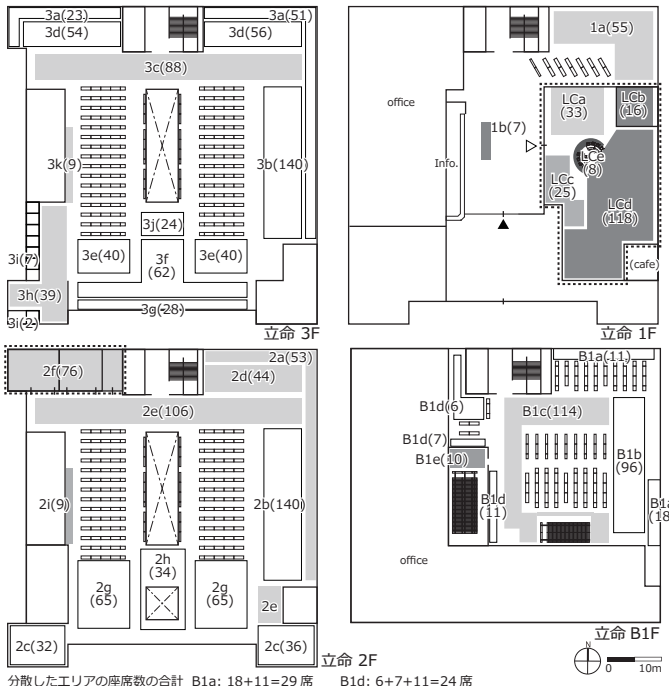 3a(23)
3a(51)
3d(54)
3d(56)
3c(88)
3k(9)
3b(140)
3j(24)
3e(40)
3f
(62)
3e(40)
3i(7)
3h(39)
3g(28)
3i(2)
立命 3F
1a(55)
office
LCa
(33)
LCb
(16)
1b(7)
Info.
LCe
(8)
LCc
(25)
LCd
(118)
(cafe)
立命 1F
2f(76)
2a(53)
2d(44)
2e(106)
2i(9)
2b(140)
2h
(34)
2g
(65)
2g
(65)
2e
2c(32)
2c(36)
立命 2F
B1a(11)
B1d(6)
B1c(114)
B1d(7)
B1e(10)
B1b
(96)
B1d
(11)
B1a
(18)
office
立命 B1F
N
0 10m
分散したエリアの座席数の合計 B1a: 18+11=29 席 B1d: 6+7+11=24 席